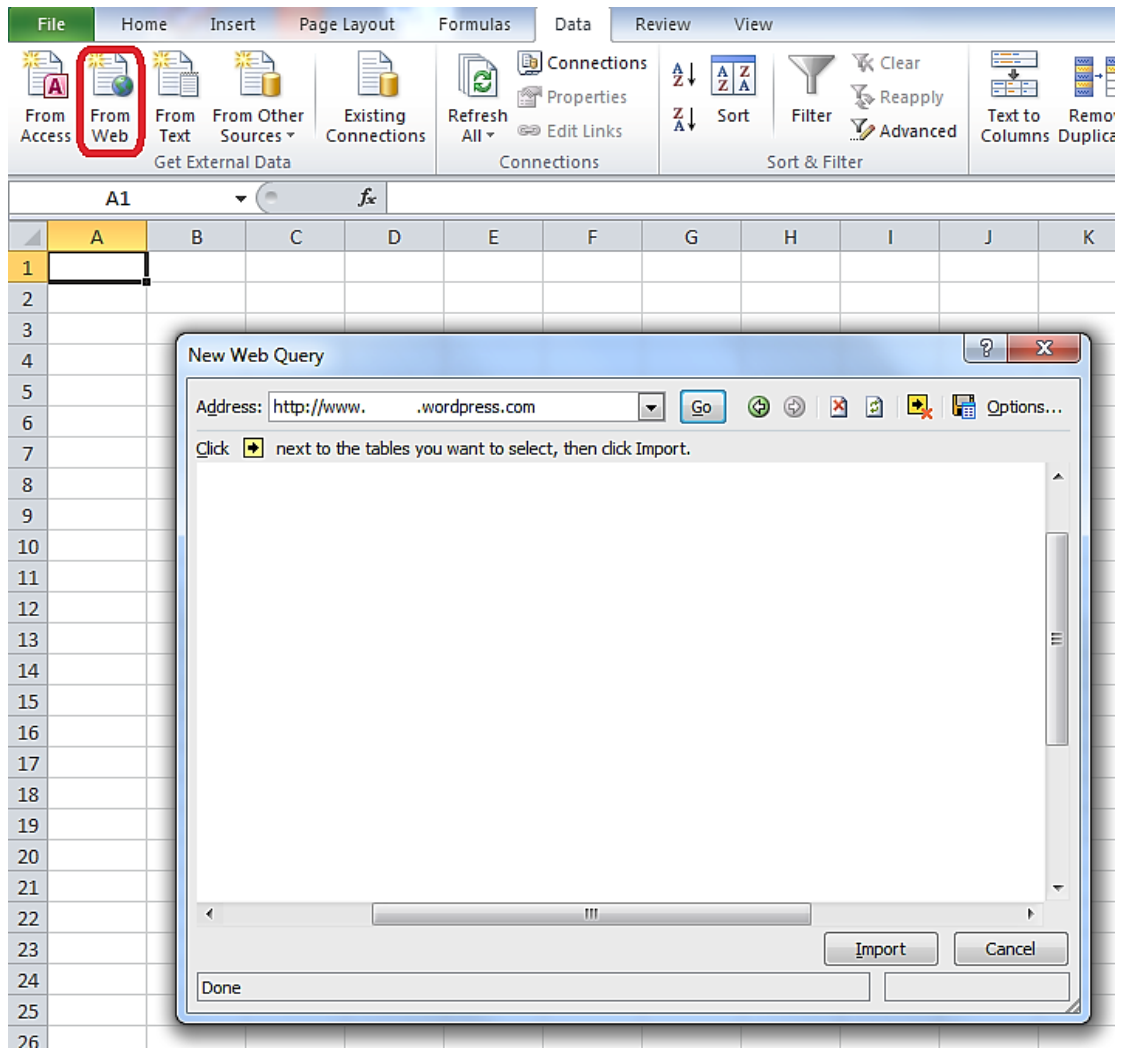 File Home Insert Page Layout Formulas Data Review View
Connections Clear
Properties Reapply
From Access From Web From Text From Other Sources Existing Connections Refresh All Edit Links Sort Filter Advanced Text to Columns
Get External Data Connections Sort & Filter
A1 fx
A B C D E F G H I J K
1
2
3
New Web Query ?
4
5
Address: http://www. .wordpress.com Go Options...
6
Click next to the tables you want to select, then click Import.
7
8
9
10
11
12
13
14
15
16
17
18
19
20
21
22
23
Import Cancel
24
Done
25
26